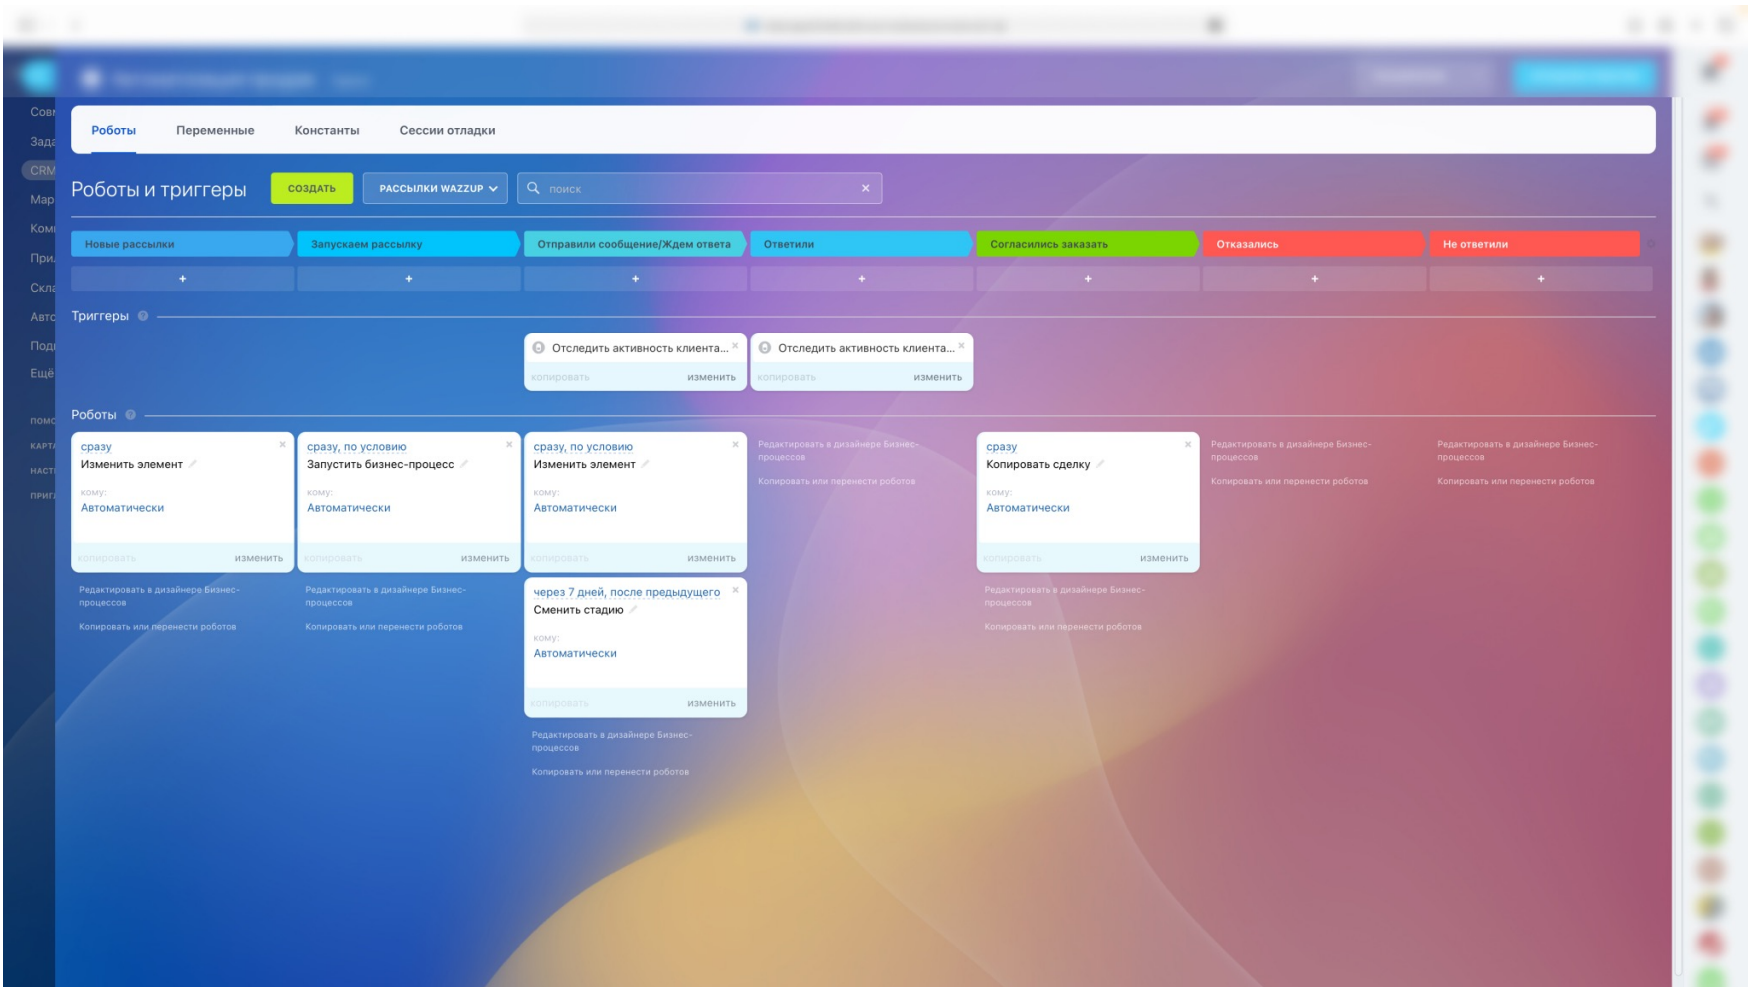 Роботы Переменные Константы Сессии отладки
Роботы и триггеры СОЗДАТЬ РАССЫЛКИ WAZZUP поиск
CRM
Новые рассылки Запускаем рассылку Отправили сообщение/Ждем ответа Ответили Согласились заказать Отказались Не ответили
+ + + + + + +
Триггеры
Отследить активность клиента... Отследить активность клиента...
копировать изменить копировать изменить
Ещё
Роботы
сразу сразу, по условию сразу, по условию Редактировать в дизайнере Бизнес- сразу Редактировать в дизайнере Бизнес- Редактировать в дизайнере Бизнес-
процессов процессов процессов
Изменить элемент Запустить бизнес-процесс Изменить элемент Копировать сделку
Копировать или перенести роботов Копировать или перенести роботов Копировать или перенести роботов
кому: кому: кому: кому:
Автоматически Автоматически Автоматически Автоматически
копировать изменить копировать изменить копировать изменить копировать изменить
Редактировать в дизайнере Бизнес- Редактировать в дизайнере Бизнес- через 7 дней, после предыдущего Редактировать в дизайнере Бизнес-
процессов процессов Сменить стадию процессов
Копировать или перенести роботов Копировать или перенести роботов Копировать или перенести роботов
кому:
Автоматически
копировать изменить
Редактировать в дизайнере Бизнес-
процессов
Копировать или перенести роботов